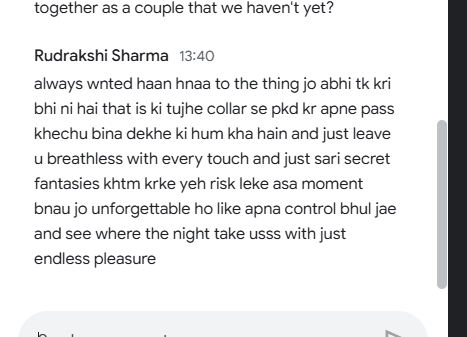 together as a couple that we haven't yet?
Rudrakshi Sharma 13:40
always wnted haan hnaa to the thing jo abhi tk kri
bhi ni hai that is ki tujhe collar se pkd kr apne pass
khechu bina dekhe ki hum kha hain and just leave
u breathless with every touch and just sari secret
fantasies khtm krke yeh risk leke asa moment
bnau jo unforgettable ho like apna control bhul jae
and see where the night take usss with just
endless pleasure